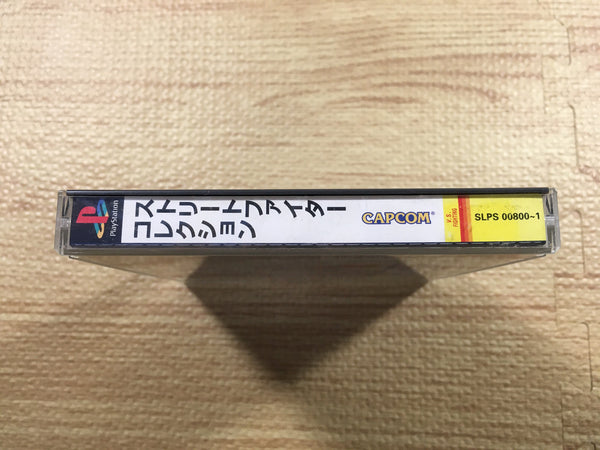 PlayStation
ストリートファイター
コレクション
CAPCOM
V.S.
FIGHTING
SLPS 00800~1